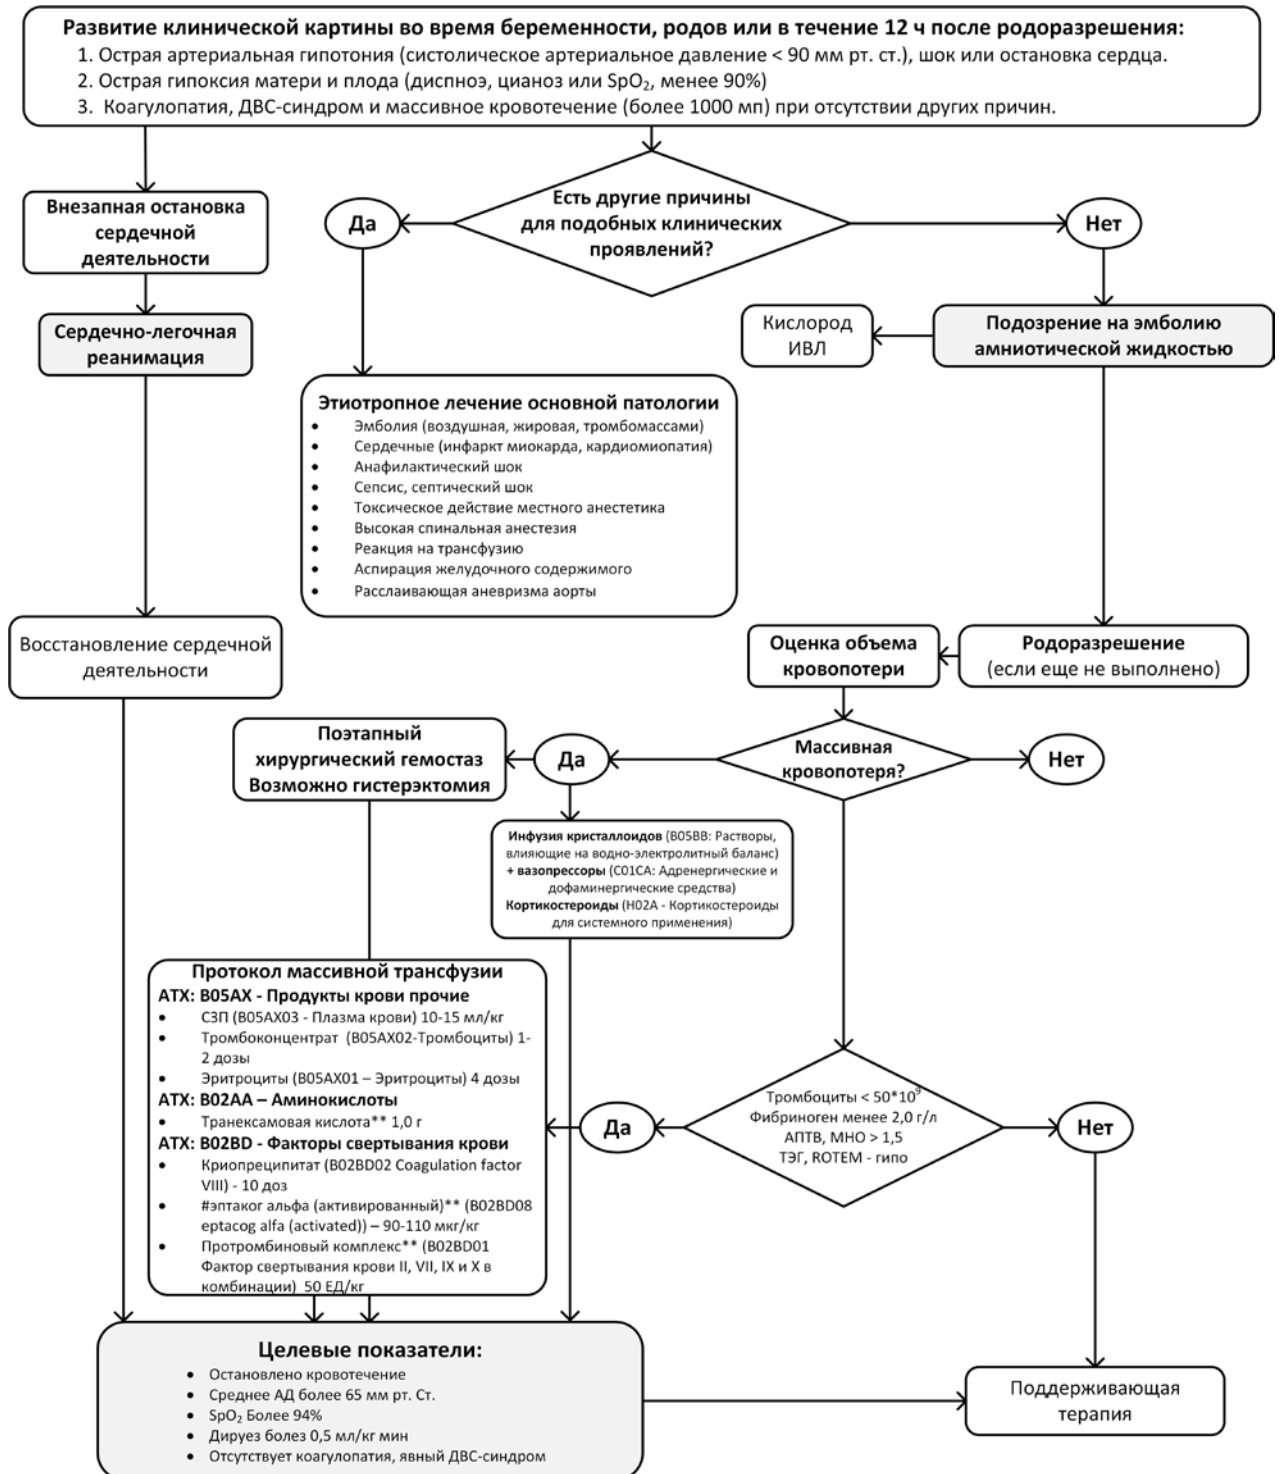 Развитие клинической картины во время беременности, родов или в течение 12 ч после родоразрешения:
1. Острая артериальная гипотония (систолическое артериальное давление < 90 мм рт. ст.), шок или остановка сердца.
2. Острая гипоксия матери и плода (диспноэ, цианоз или SpO₂, менее 90%)
3. Коагулопатия, ДВС-синдром и массивное кровотечение (более 1000 мп) при отсутствии других причин.
Внезапная остановка
сердечной
деятельности
Да
Есть другие причины
для подобных клинических
проявлений?
Нет
Сердечно-легочная
реанимация
Кислород
ИВЛ
Подозрение на эмболию
амниотической жидкостью
Этиотропное лечение основной патологии
• Эмболия (воздушная, жировая, тромбомассами)
• Сердечные (инфаркт миокарда, кардиомиопатия)
• Анафилактический шок
• Сепсис, септический шок
• Токсическое действие местного анестетика
• Высокая спинальная анестезия
• Реакция на трансфузию
• Аспирация желудочного содержимого
• Расслаивающая аневризма аорты
Восстановление сердечной
деятельности
Оценка объема
кровопотери
Родоразрешение
(если еще не выполнено)
Поэтапный
хирургический гемостаз
Возможно гистерэктомия
Да
Массивная
кровопотеря?
Нет
Инфузия кристаллоидов (B05BB: Растворы,
влияющие на водно-электролитный баланс)
+ вазопрессоры (C01CA: Адренергические и
дофаминергические средства)
Кортикостероиды (H02A - Кортикостероиды
для системного применения)
Протокол массивной трансфузии
АТХ: B05AX - Продукты крови прочие
• СЗП (B05AX03 - Плазма крови) 10-15 мл/кг
• Тромбоконцентрат (B05AX02-Тромбоциты) 1-
2 дозы
• Эритроциты (B05AX01 – Эритроциты) 4 дозы
АТХ: B02AA – Аминокислоты
• Транексамовая кислота** 1,0 г
АТХ: B02BD - Факторы свертывания крови
• Криопреципитат (B02BD02 Coagulation factor
VIII) - 10 доз
• #эптаког альфа (активированный)** (B02BD08
eptacog alfa (activated)) – 90-110 мкг/кг
• Протромбиновый комплекс** (B02BD01
Фактор свертывания крови II, VII, IX и X в
комбинации) 50 ЕД/кг
Да
Тромбоциты < 50*10⁹
Фибриноген менее 2,0 г/л
АПТВ, МНО > 1,5
ТЭГ, ROTEM - гипо
Нет
Целевые показатели:
• Остановлено кровотечение
• Среднее АД более 65 мм рт. Ст.
• SpO₂ Более 94%
• Дируез болез 0,5 мл/кг мин
• Отсутствует коагулопатия, явный ДВС-синдром
Поддерживающая
терапия